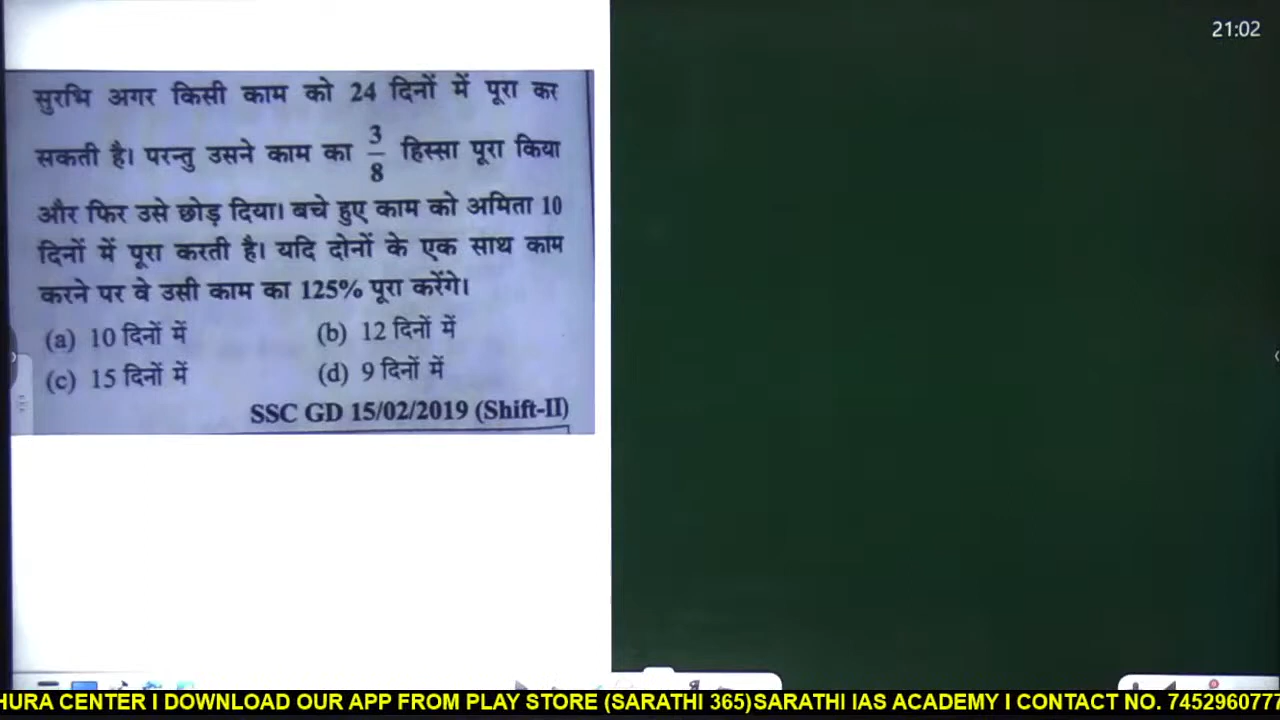 21:02
सुरभि अगर किसी काम को 24 दिनों में पूरा कर
सकती है। परन्तु उसने काम का 3/8 हिस्सा पूरा किया
और फिर उसे छोड़ दिया। बचे हुए काम को अमिता 10
दिनों में पूरा करती है। यदि दोनों के एक साथ काम
करने पर वे उसी काम का 125% पूरा करेंगे।
(a) 10 दिनों में (b) 12 दिनों में
(c) 15 दिनों में (d) 9 दिनों में
SSC GD 15/02/2019 (Shift-II)
HURA CENTER I DOWNLOAD OUR APP FROM PLAY STORE (SARATHI 365)SARATHI IAS ACADEMY I CONTACT NO. 7452960777